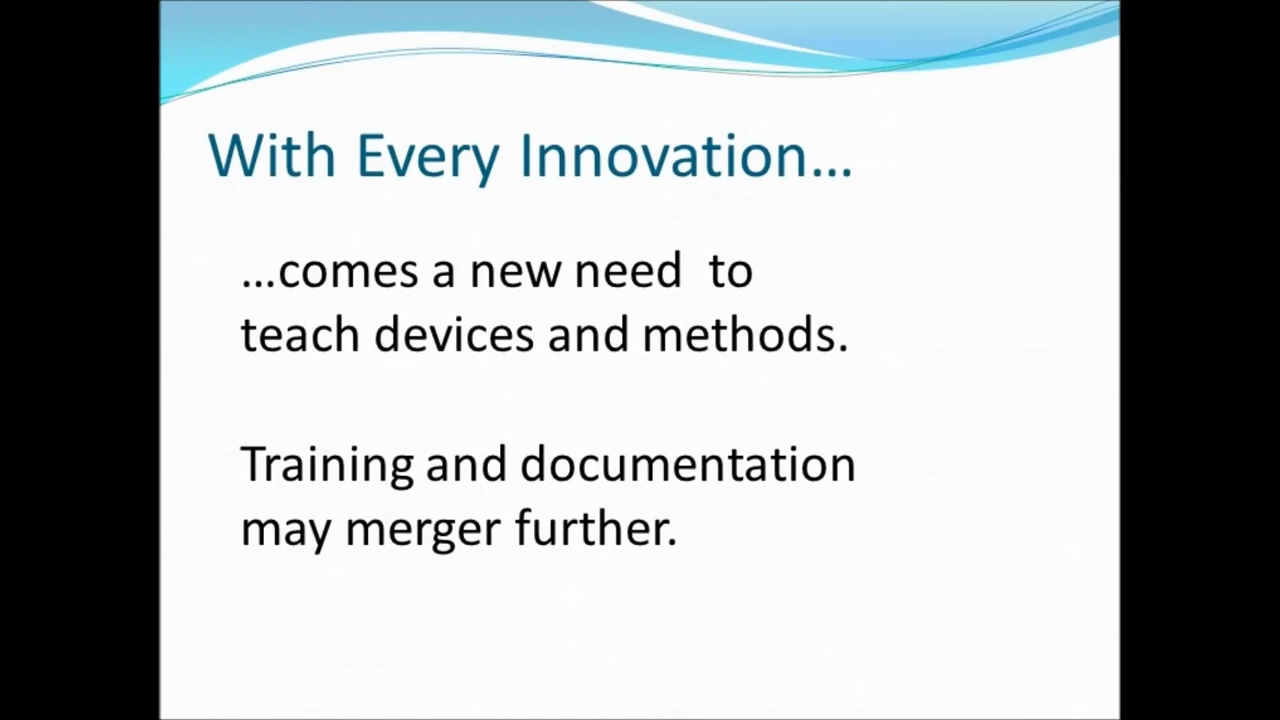 With Every Innovation…
…comes a new need  to
teach devices and methods.
Training and documentation
may merger further.